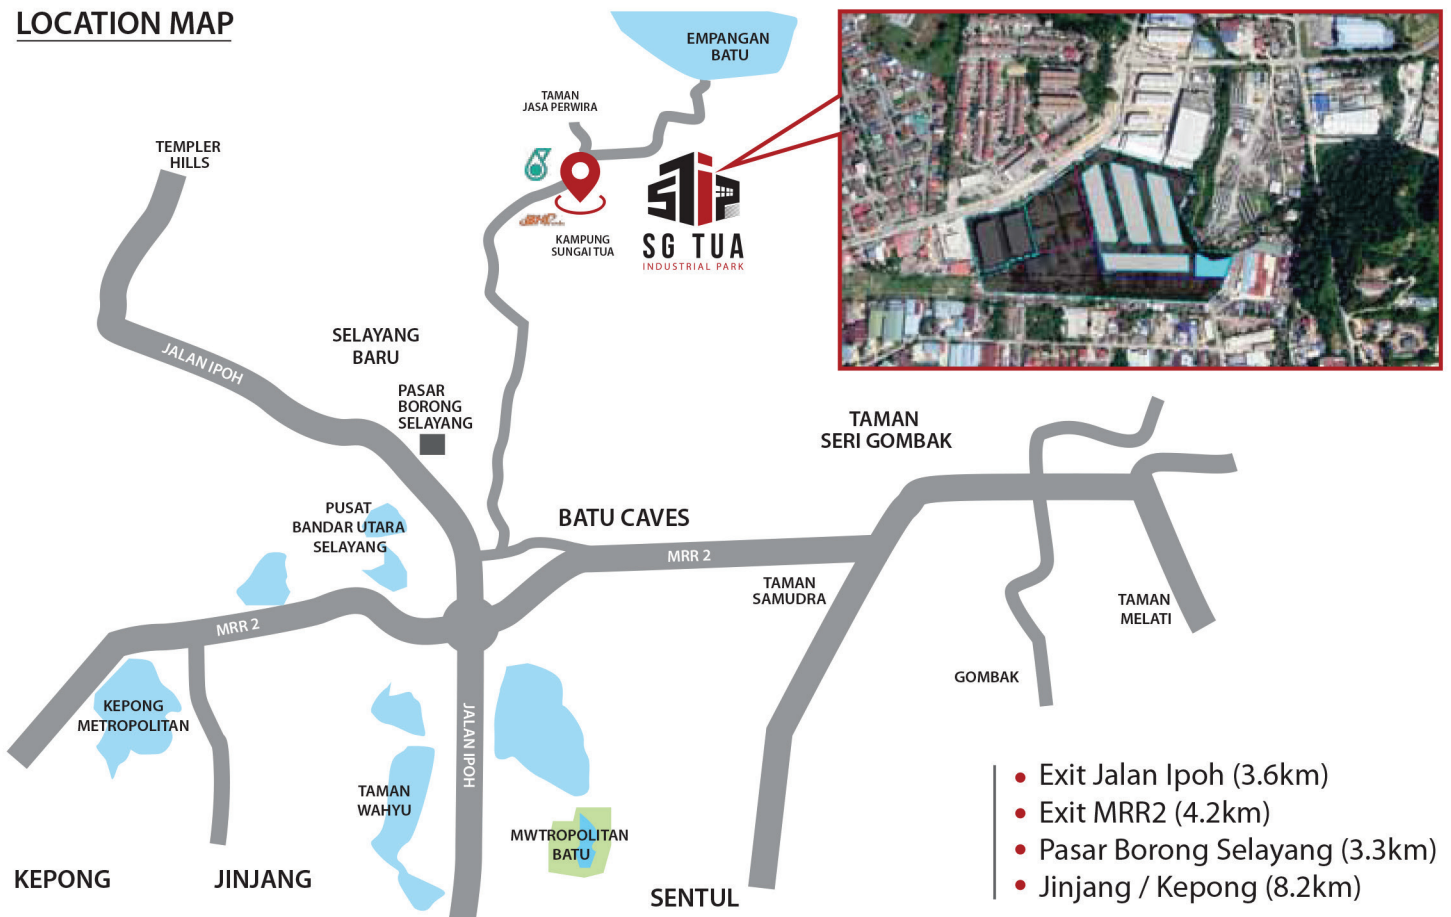 LOCATION MAP
EMPANGAN
BATU
TAMAN
JASA PERWIRA
TEMPLER
HILLS
KAMPUNG
SUNGAI TUA
SG TUA
INDUSTRIAL PARK
SELAYANG
BARU
JALAN IPOH
PASAR
BORONG
SELAYANG
TAMAN
SERI GOMBAK
PUSAT
BANDAR UTARA
SELAYANG
BATU CAVES
MRR 2
TAMAN
SAMUDRA
TAMAN
MELATI
MRR 2
GOMBAK
KEPONG
METROPOLITAN
JALAN IPOH
TAMAN
WAHYU
MWTROPOLITAN
BATU
KEPONG
JINJANG
SENTUL
• Exit Jalan Ipoh (3.6km)
• Exit MRR2 (4.2km)
• Pasar Borong Selayang (3.3km)
• Jinjang / Kepong (8.2km)